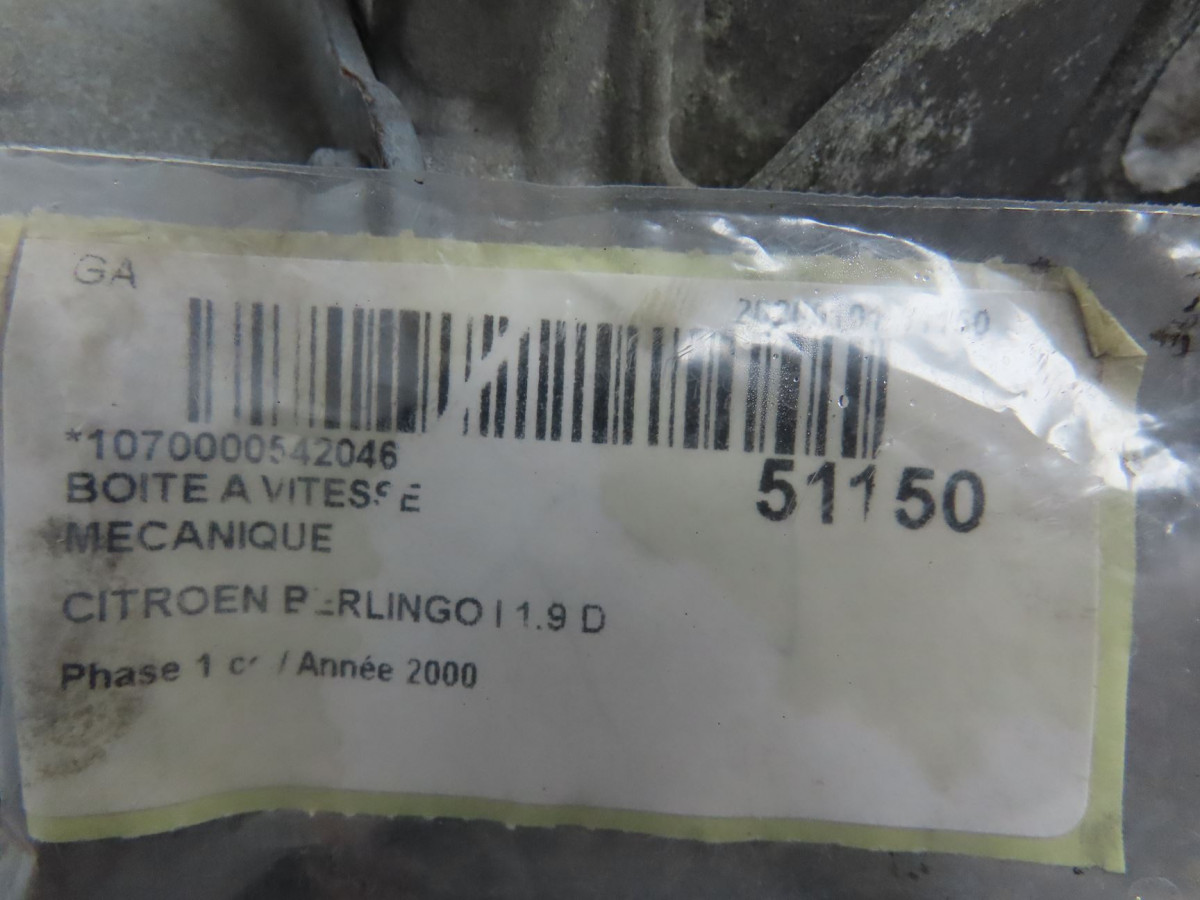 GA
*1070000542046
51150
BOITE A VITESSE
MECANIQUE
CITROEN BERLINGO I 1.9 D
Phase 1 / Année 2000